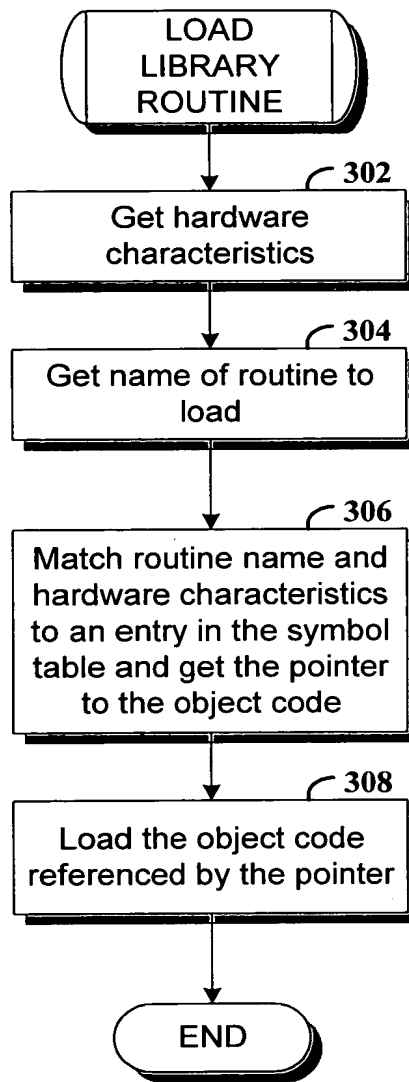 LOAD
LIBRARY
ROUTINE
302
Get hardware
characteristics
304
Get name of routine to
load
306
Match routine name and
hardware characteristics
to an entry in the symbol
table and get the pointer
to the object code
308
Load the object code
referenced by the pointer
END